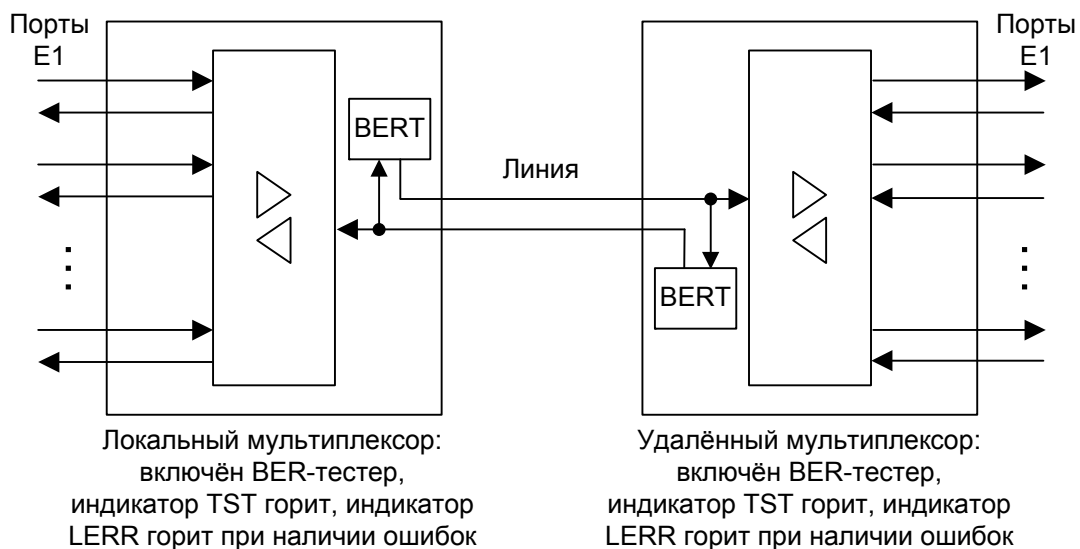 Порты
E1
Порты
E1
BERT
Линия
BERT
Локальный мультиплексор:
включён BER-тестер,
индикатор TST горит, индикатор
LERR горит при наличии ошибок
Удалённый мультиплексор:
включён BER-тестер,
индикатор TST горит, индикатор
LERR горит при наличии ошибок